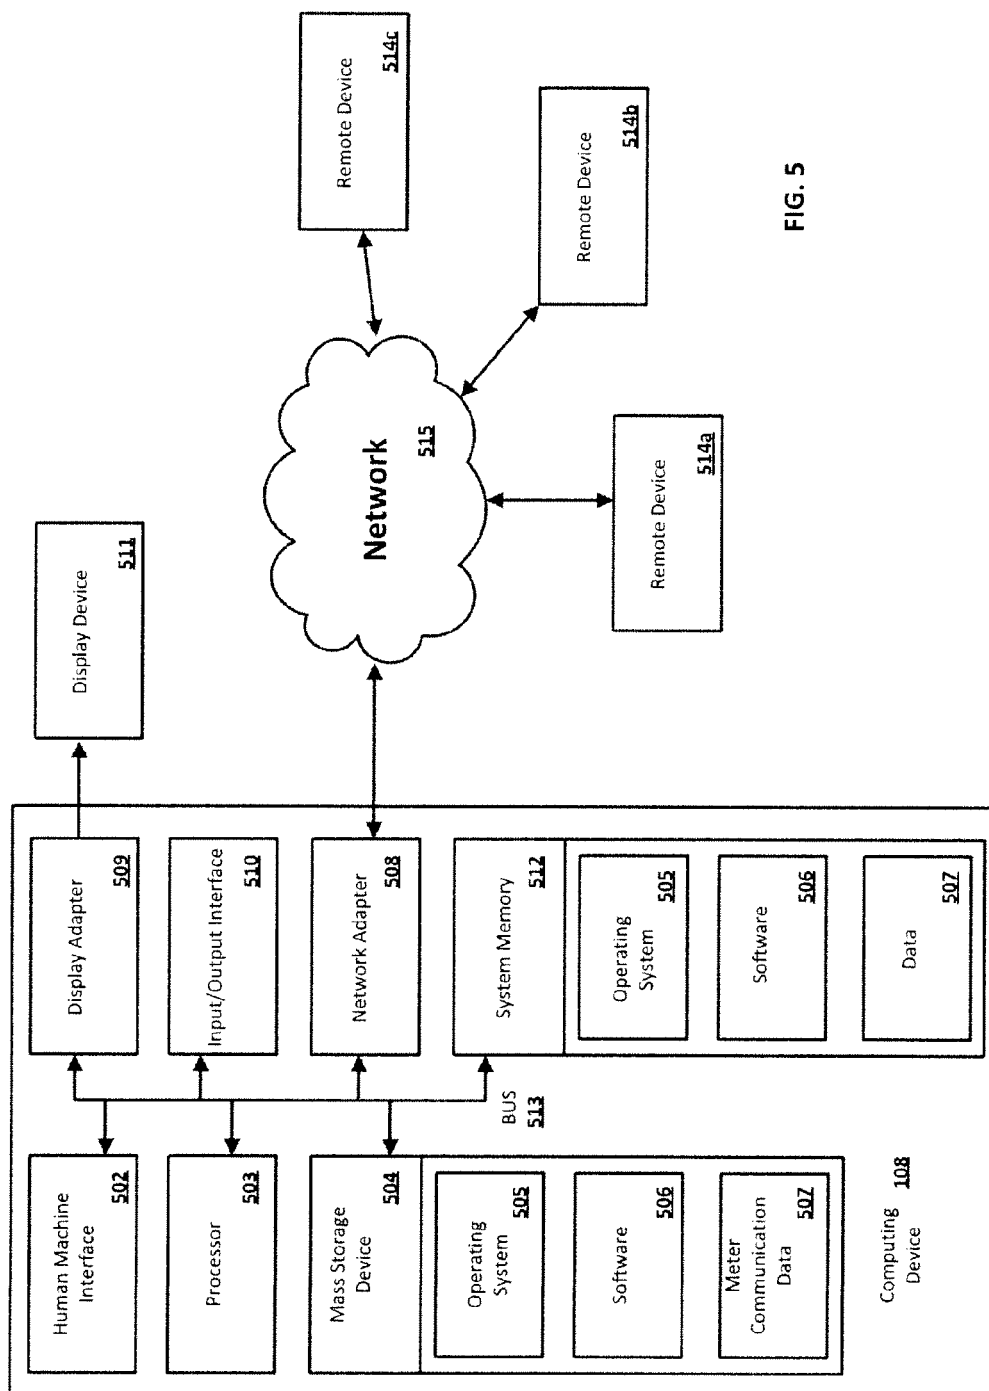 Human Machine
Interface
502
Display Adapter
509
Display Device
511
Processor
503
Input/Output Interface
510
Mass Storage
Device
504
Network Adapter
508
Network
515
Remote Device
514c
Operating
System
505
Software
506
Meter
Communication
Data
507
BUS
513
System Memory
512
Operating
System
505
Software
506
Data
507
Remote Device
514b
Remote Device
514a
Computing
Device
108
FIG. 5